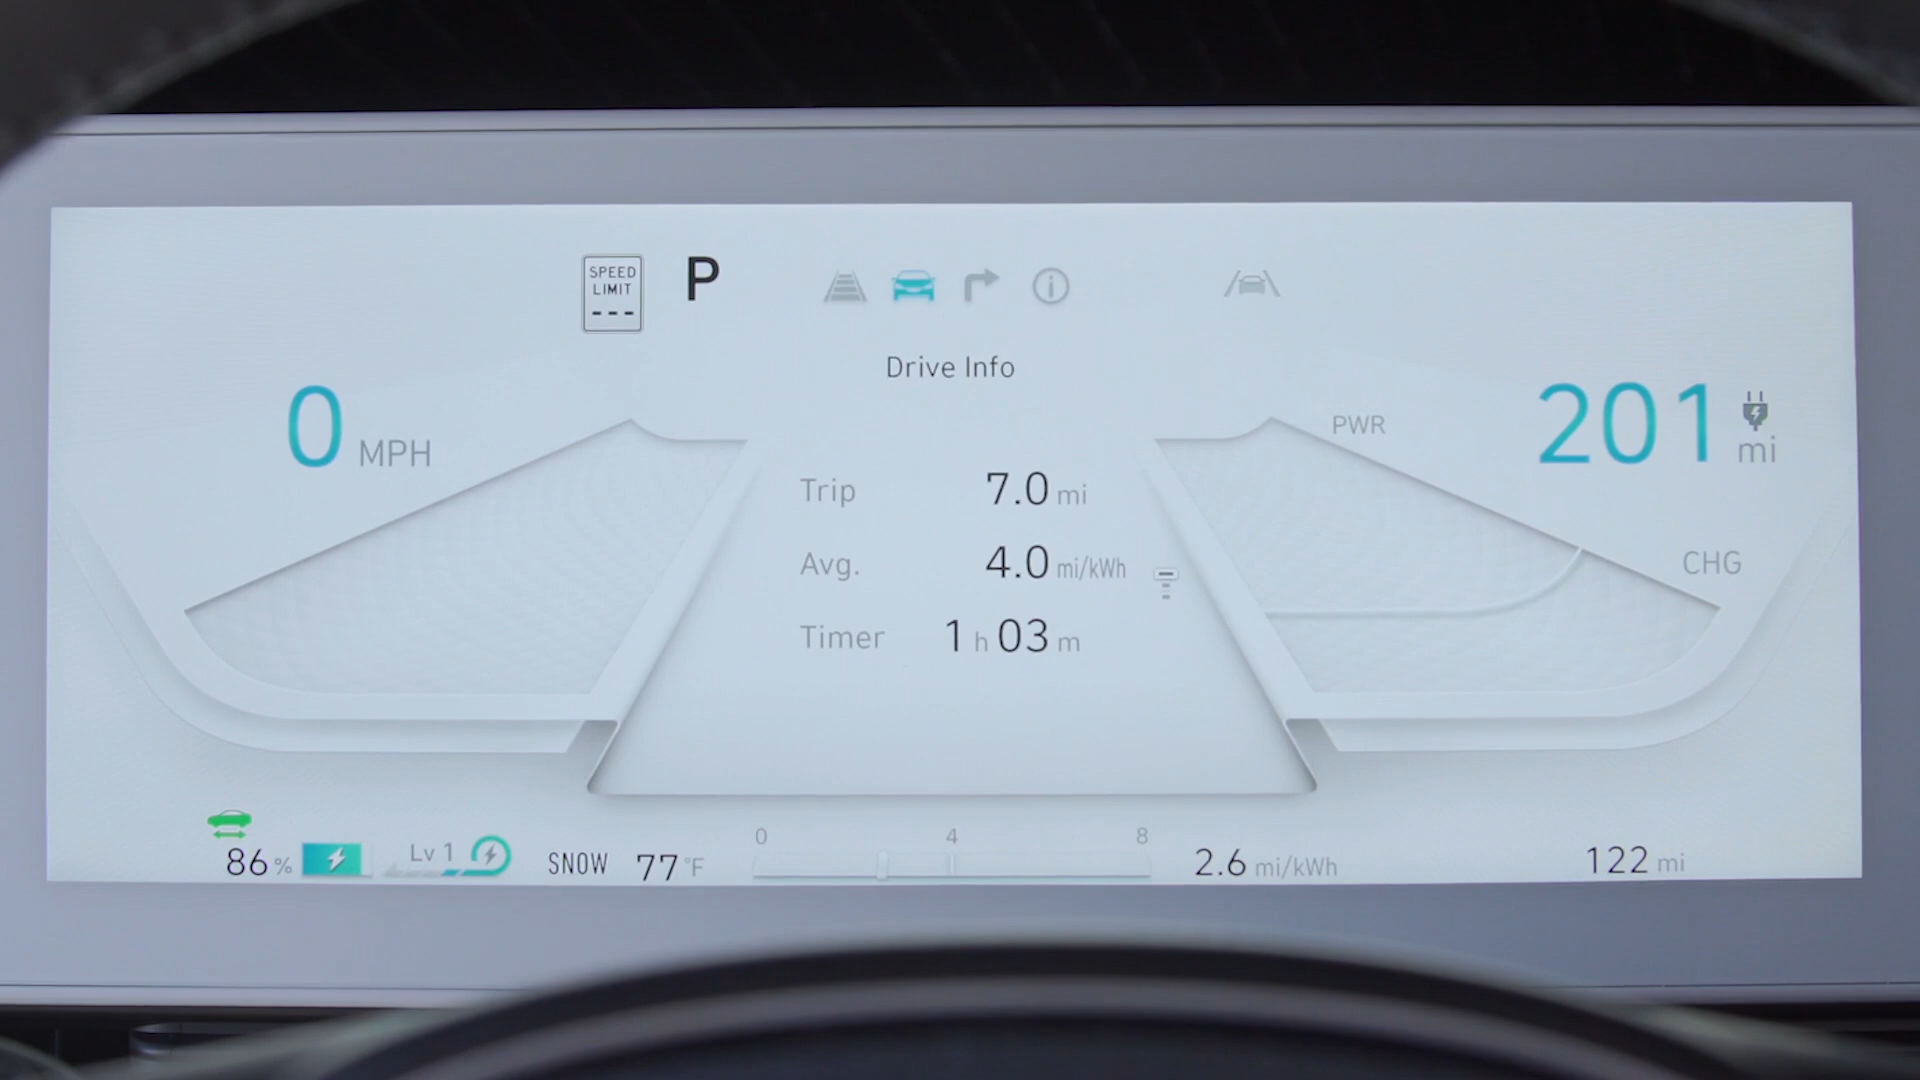 SPEED
LIMIT
---
P
Drive Info
0 MPH
PWR
201 mi
Trip 7.0 mi
Avg. 4.0 mi/kWh
CHG
Timer 1 h 03 m
0 4 8
86 %
Lv 1
SNOW 77 °F
2.6 mi/kWh
122 mi